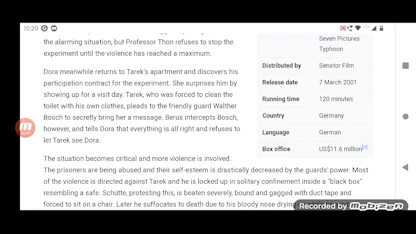 10:20
the alarming situation, but Professor Thon refuses to stop the
experiment until the violence has reached a maximum.
Dora meanwhile returns to Tarek's apartment and discovers his
participation contract for the experiment. She surprises him by
showing up for a visit day. Tarek, who was forced to clean the
toilet with his own clothes, pleads to the friendly guard Walther
Bosch to secretly bring her a message. Berus intercepts Bosch,
however, and tells Dora that everything is all right and refuses to
let Tarek see Dora.
Seven Pictures
Typhoon
Distributed by Senator Film
Release date 7 March 2001
Running time 120 minutes
Country Germany
Language German
Box office US$11.6 million
The situation becomes critical and more violence is involved.
The prisoners are being abused and their self-esteem is drastically decreased by the guards' power. Most
of the violence is directed against Tarek and he is locked up in solitary confinement inside a "black box"
resembling a safe. Schütte, protesting this, is beaten severely, bound and gagged with duct tape and
forced to sit on a chair. Later he suffocates to death due to his bloody nose drying
Recorded by MOBIZEN